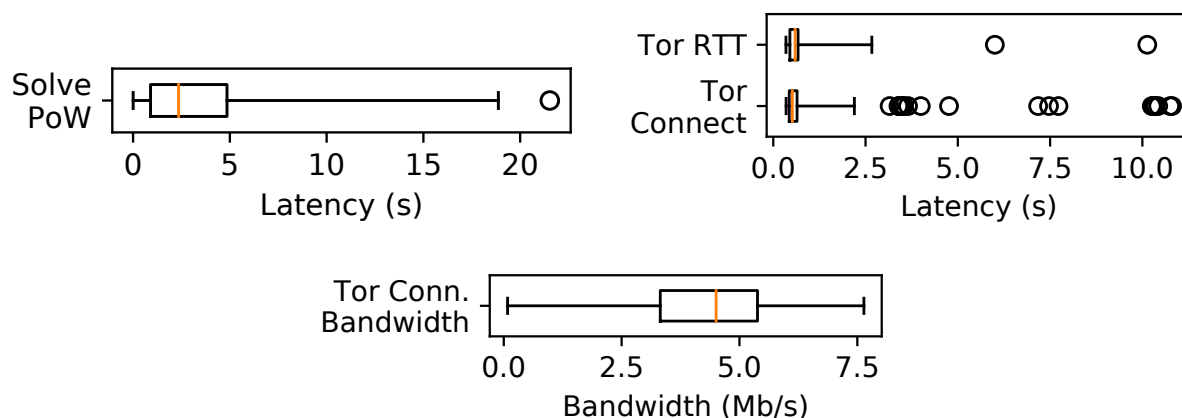 Solve
PoW
0 5 10 15 20
Latency (s)
Tor RTT
Tor
Connect
0.0 2.5 5.0 7.5 10.0
Latency (s)
Tor Conn.
Bandwidth
0.0 2.5 5.0 7.5
Bandwidth (Mb/s)